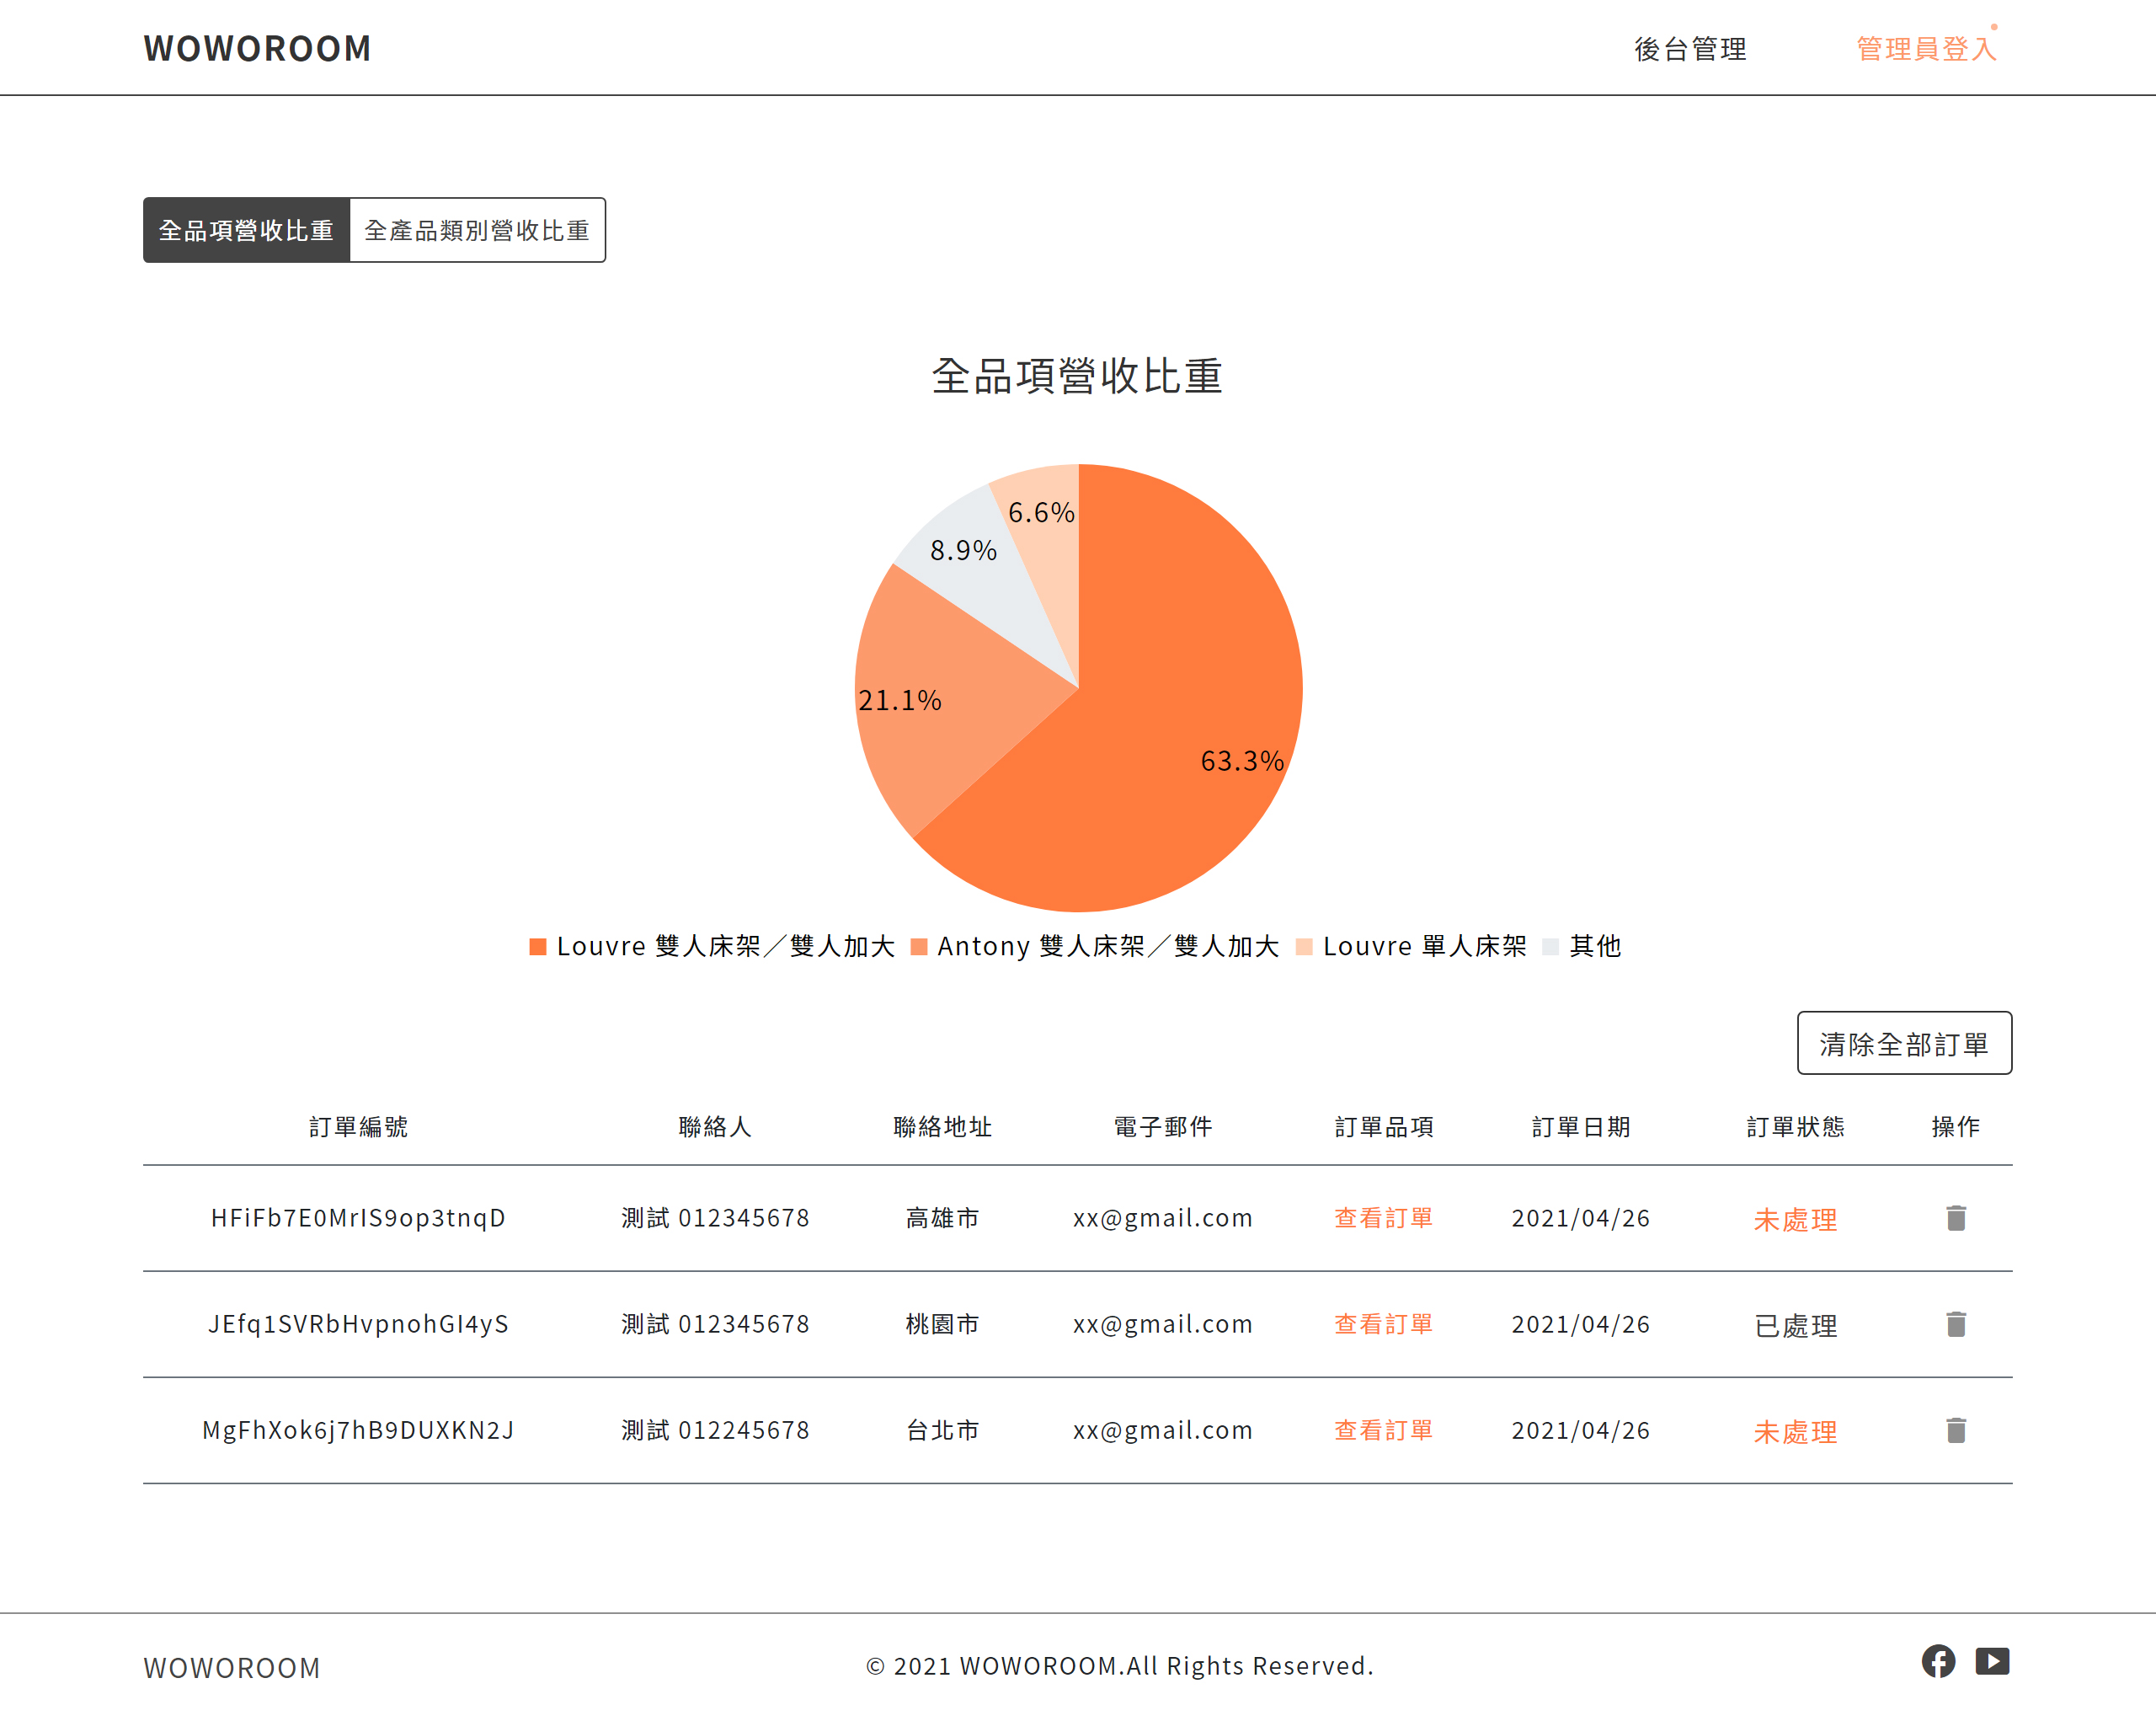 WOWOROOM
後台管理
管理員登入
全品項營收比重 全產品類別營收比重
全品項營收比重
6.6%
8.9%
21.1%
63.3%
Louvre 雙人床架／雙人加大 Antony 雙人床架／雙人加大 Louvre 單人床架 其他
清除全部訂單
訂單編號 聯絡人 聯絡地址 電子郵件 訂單品項 訂單日期 訂單狀態 操作
HFiFb7E0MrIS9op3tnqD 測試 012345678 高雄市 xx@gmail.com 查看訂單 2021/04/26 未處理
JEfq1SVRbHvpnohGI4yS 測試 012345678 桃園市 xx@gmail.com 查看訂單 2021/04/26 已處理
MgFhXok6j7hB9DUXKN2J 測試 012245678 台北市 xx@gmail.com 查看訂單 2021/04/26 未處理
WOWOROOM
© 2021 WOWOROOM.All Rights Reserved.